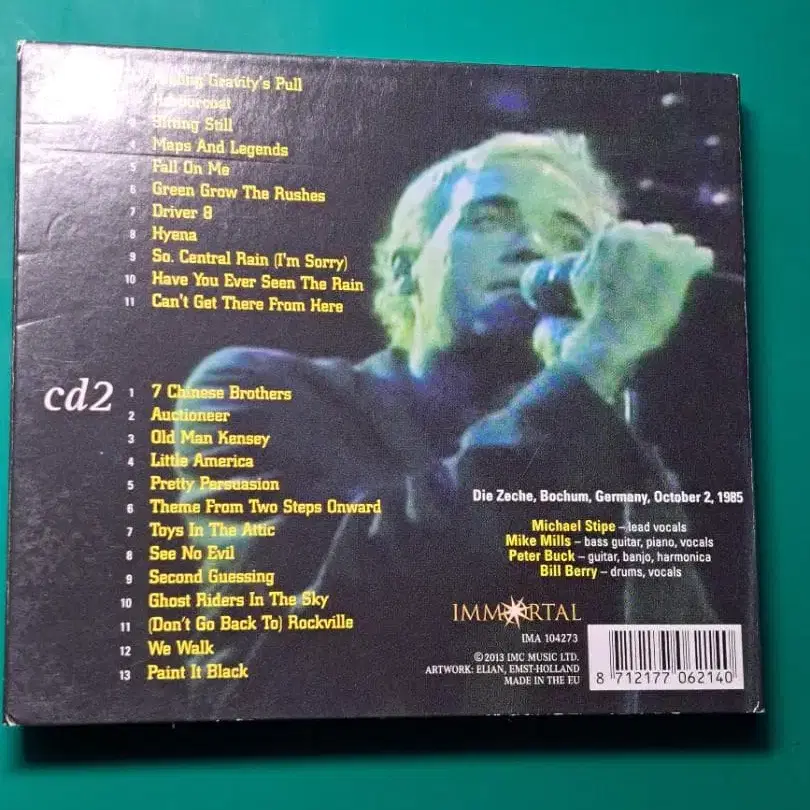 Gravity's Pull
3 Sitting Still
4 Maps And Legends
5 Fall On Me
6 Green Grow The Rushes
7 Driver 8
8 Hyena
9 So. Central Rain (I'm Sorry)
10 Have You Ever Seen The Rain
11 Can't Get There From Here
cd2
1 7 Chinese Brothers
2 Auctioneer
3 Old Man Kensey
4 Little America
5 Pretty Persuasion
6 Theme From Two Steps Onward
7 Toys In The Attic
8 See No Evil
9 Second Guessing
10 Ghost Riders In The Sky
11 (Don't Go Back To) Rockville
12 We Walk
13 Paint It Black
Die Zeche, Bochum, Germany, October 2, 1985
Michael Stipe – lead vocals
Mike Mills – bass guitar, piano, vocals
Peter Buck – guitar, banjo, harmonica
Bill Berry – drums, vocals
IMMORTAL
IMA 104273
© 2013 IMC MUSIC LTD.
ARTWORK: ELIAN, EMST-HOLLAND
MADE IN THE EU
8 712177 062140